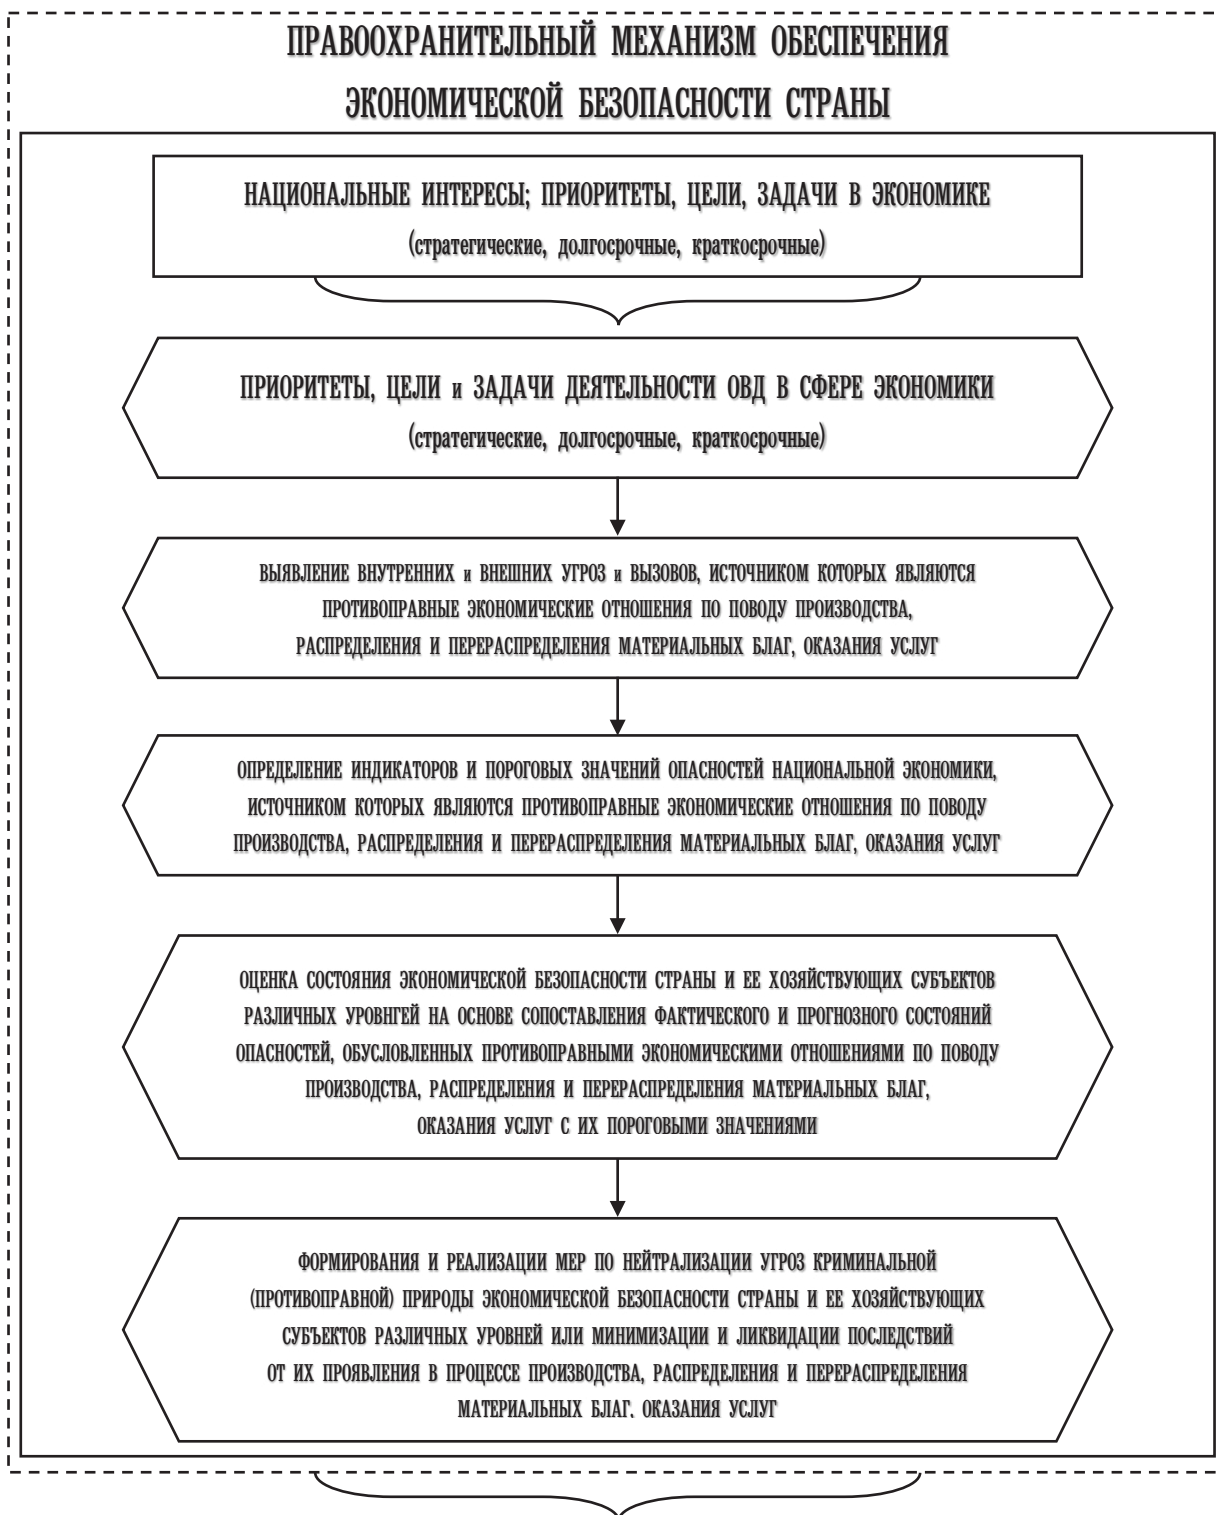 ПРАВООХРАНИТЕЛЬНЫЙ МЕХАНИЗМ ОБЕСПЕЧЕНИЯ
ЭКОНОМИЧЕСКОЙ БЕЗОПАСНОСТИ СТРАНЫ
НАЦИОНАЛЬНЫЕ ИНТЕРЕСЫ; ПРИОРИТЕТЫ, ЦЕЛИ, ЗАДАЧИ В ЭКОНОМИКЕ
(стратегические, долгосрочные, краткосрочные)
ПРИОРИТЕТЫ, ЦЕЛИ и ЗАДАЧИ ДЕЯТЕЛЬНОСТИ ОВД В СФЕРЕ ЭКОНОМИКИ
(стратегические, долгосрочные, краткосрочные)
ВЫЯВЛЕНИЕ ВНУТРЕННИХ и ВНЕШНИХ УГРОЗ и ВЫЗОВОВ, ИСТОЧНИКОМ КОТОРЫХ ЯВЛЯЮТСЯ
ПРОТИВОПРАВНЫЕ ЭКОНОМИЧЕСКИЕ ОТНОШЕНИЯ ПО ПОВОДУ ПРОИЗВОДСТВА,
РАСПРЕДЕЛЕНИЯ И ПЕРЕРАСПРЕДЕЛЕНИЯ МАТЕРИАЛЬНЫХ БЛАГ, ОКАЗАНИЯ УСЛУГ
ОПРЕДЕЛЕНИЕ ИНДИКАТОРОВ И ПОРОГОВЫХ ЗНАЧЕНИЙ ОПАСНОСТЕЙ НАЦИОНАЛЬНОЙ ЭКОНОМИКИ,
ИСТОЧНИКОМ КОТОРЫХ ЯВЛЯЮТСЯ ПРОТИВОПРАВНЫЕ ЭКОНОМИЧЕСКИЕ ОТНОШЕНИЯ ПО ПОВОДУ
ПРОИЗВОДСТВА, РАСПРЕДЕЛЕНИЯ И ПЕРЕРАСПРЕДЕЛЕНИЯ МАТЕРИАЛЬНЫХ БЛАГ, ОКАЗАНИЯ УСЛУГ
ОЦЕНКА СОСТОЯНИЯ ЭКОНОМИЧЕСКОЙ БЕЗОПАСНОСТИ СТРАНЫ И ЕЕ ХОЗЯЙСТВУЮЩИХ СУБЪЕКТОВ
РАЗЛИЧНЫХ УРОВНГЕЙ НА ОСНОВЕ СОПОСТАВЛЕНИЯ ФАКТИЧЕСКОГО И ПРОГНОЗНОГО СОСТОЯНИЙ
ОПАСНОСТЕЙ, ОБУСЛОВЛЕННЫХ ПРОТИВОПРАВНЫМИ ЭКОНОМИЧЕСКИМИ ОТНОШЕНИЯМИ ПО ПОВОДУ
ПРОИЗВОДСТВА, РАСПРЕДЕЛЕНИЯ И ПЕРЕРАСПРЕДЕЛЕНИЯ МАТЕРИАЛЬНЫХ БЛАГ,
ОКАЗАНИЯ УСЛУГ С ИХ ПОРОГОВЫМИ ЗНАЧЕНИЯМИ
ФОРМИРОВАНИЯ И РЕАЛИЗАЦИИ МЕР ПО НЕЙТРАЛИЗАЦИИ УГРОЗ КРИМИНАЛЬНОЙ
(ПРОТИВОПРАВНОЙ) ПРИРОДЫ ЭКОНОМИЧЕСКОЙ БЕЗОПАСНОСТИ СТРАНЫ И ЕЕ ХОЗЯЙСТВУЮЩИХ
СУБЪЕКТОВ РАЗЛИЧНЫХ УРОВНЕЙ ИЛИ МИНИМИЗАЦИИ И ЛИКВИДАЦИИ ПОСЛЕДСТВИЙ
ОТ ИХ ПРОЯВЛЕНИЯ В ПРОЦЕССЕ ПРОИЗВОДСТВА, РАСПРЕДЕЛЕНИЯ И ПЕРЕРАСПРЕДЕЛЕНИЯ
МАТЕРИАЛЬНЫХ БЛАГ. ОКАЗАНИЯ УСЛУГ